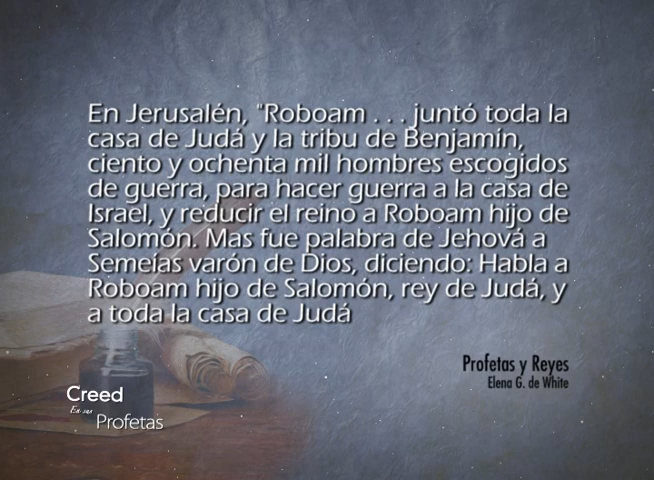 En Jerusalén, "Roboam . . . juntó toda la
casa de Judá y la tribu de Benjamín,
ciento y ochenta mil hombres escogidos
de guerra, para hacer guerra a la casa de
Israel, y reducir el reino a Roboam hijo de
Salomón. Mas fue palabra de Jehová a
Semeías varón de Dios, diciendo: Habla a
Roboam hijo de Salomón, rey de Judá, y
a toda la casa de Judá
Profetas y Reyes
Elena G. de White
Creed
En sus
Profetas